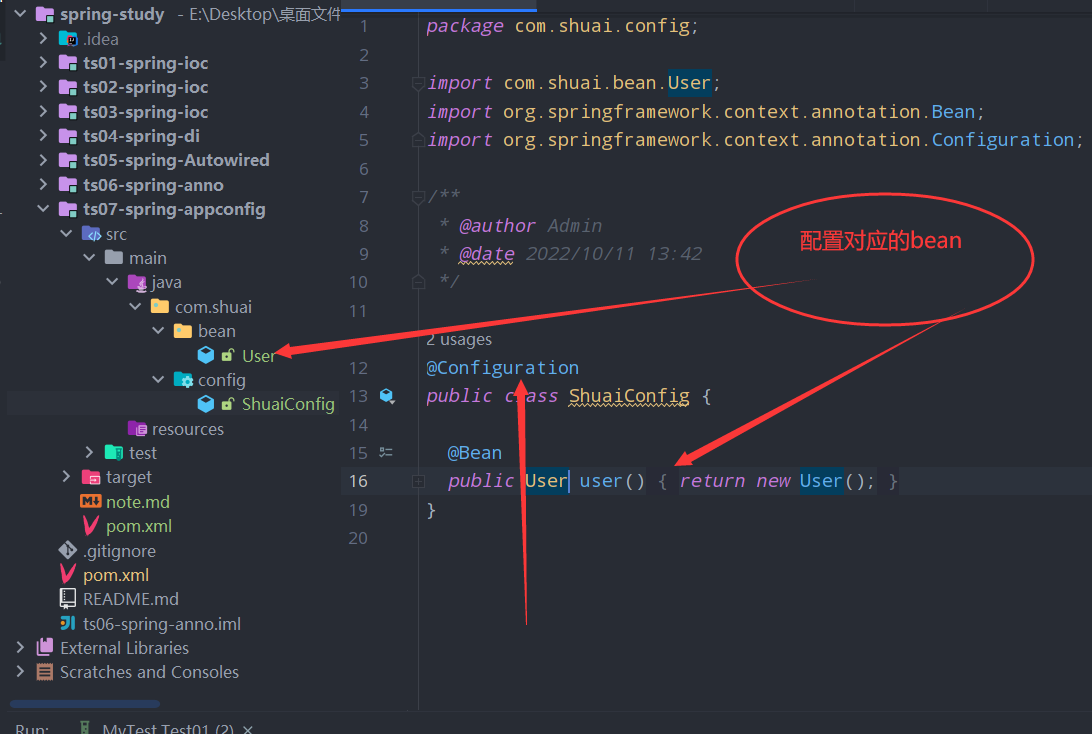 spring-study - E:\Desktop\桌面文件
.idea
ts01-spring-ioc
ts02-spring-ioc
ts03-spring-ioc
ts04-spring-di
ts05-spring-Autowired
ts06-spring-anno
ts07-spring-appconfig
src
main
java
com.shuai
bean
User
config
ShuaiConfig
resources
test
target
note.md
pom.xml
.gitignore
pom.xml
README.md
ts06-spring-anno.iml
External Libraries
Scratches and Consoles
1 package com.shuai.config;
2
3 import com.shuai.bean.User;
4 import org.springframework.context.annotation.Bean;
5 import org.springframework.context.annotation.Configuration;
6
7 /**
8 * @author Admin
9 * @date 2022/10/11 13:42
10 */
11
2 usages
12 @Configuration
13 public class ShuaiConfig {
14
15 @Bean
16 public User user() { return new User(); }
19 }
20
配置对应的bean
Run: MyTest.Test01 (2) ×